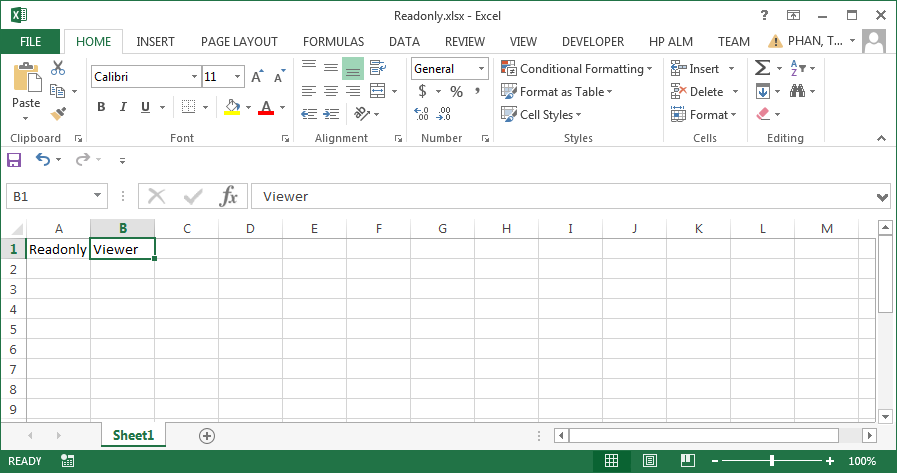 Readonly.xlsx - Excel
FILE HOME INSERT PAGE LAYOUT FORMULAS DATA REVIEW VIEW DEVELOPER HP ALM TEAM PHAN, T...
Calibri 11 General Conditional Formatting Insert
Paste B I U A $ % , Format as Table Delete
Cell Styles Format
Clipboard Font Alignment Number Styles Cells Editing
B1 fx Viewer
A B C D E F G H I J K L M
1 Readonly Viewer
2
3
4
5
6
7
8
9
Sheet1
READY 100%